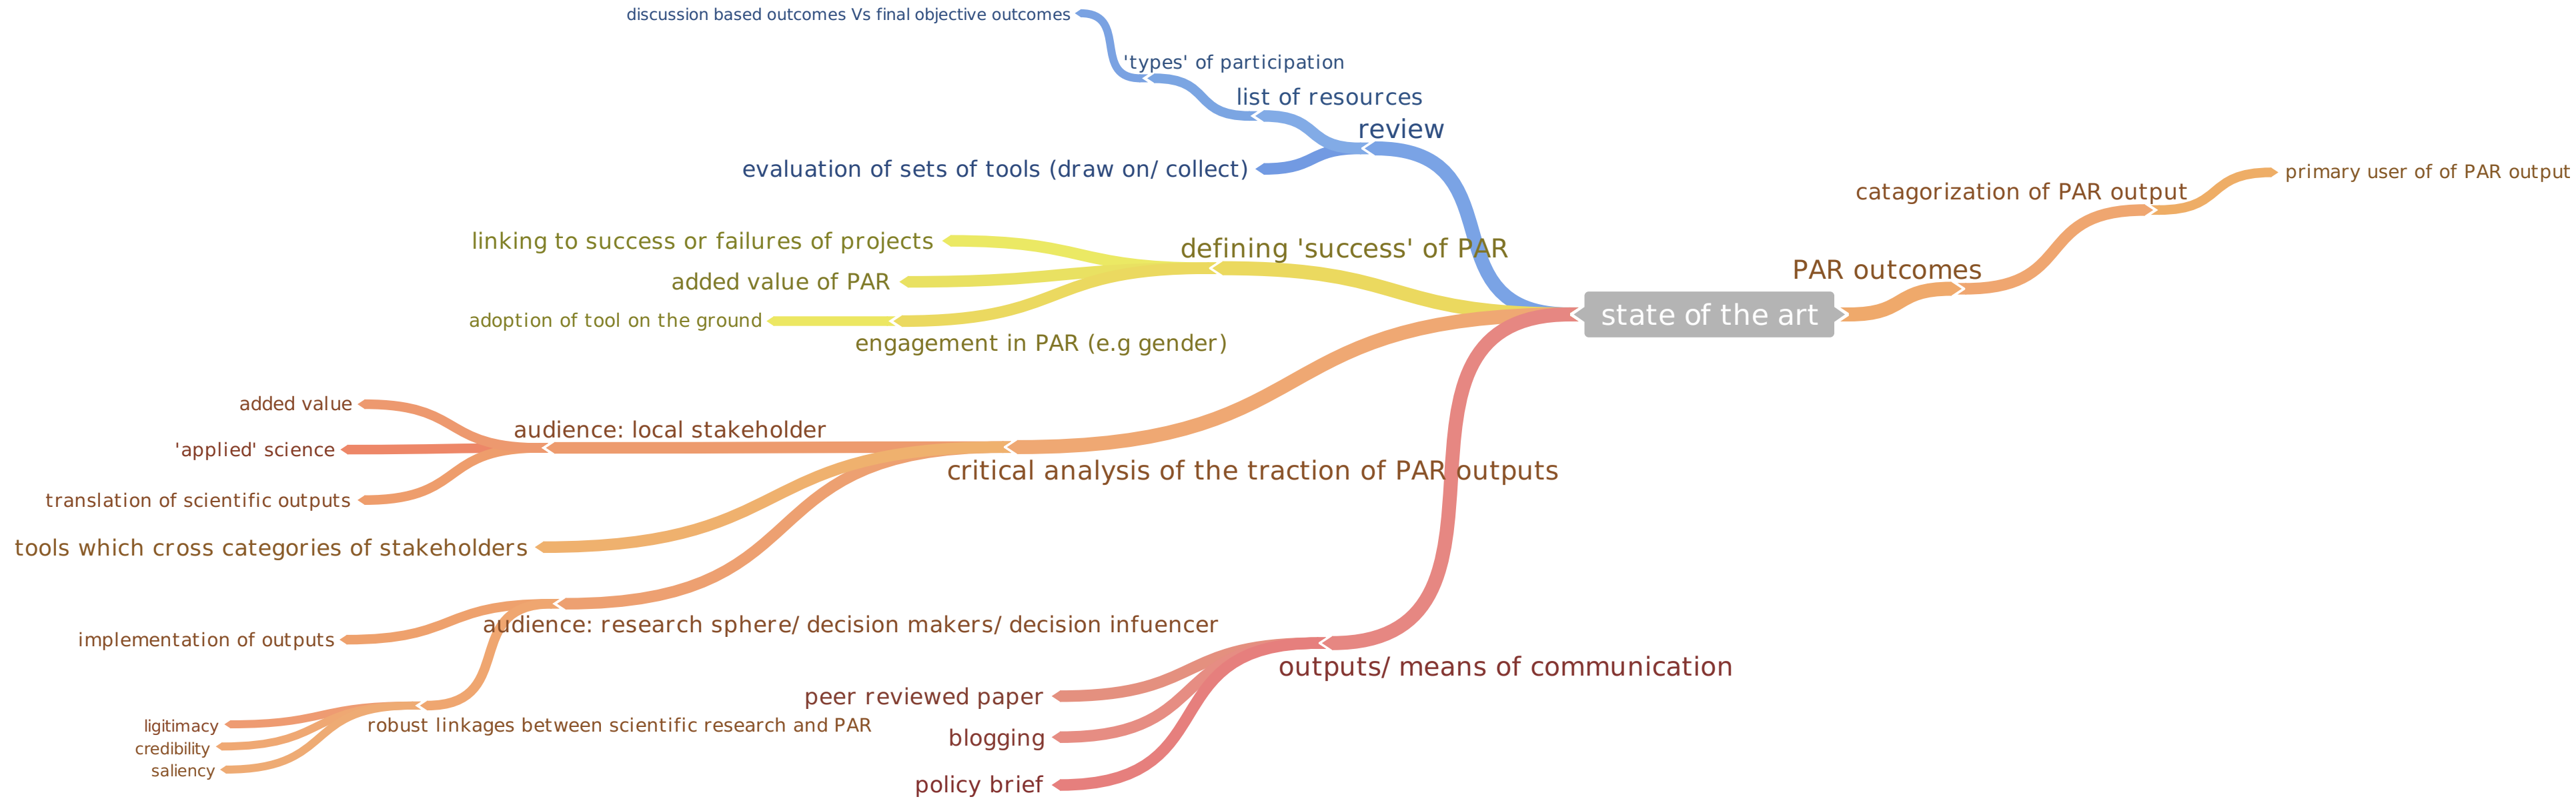 discussion based outcomes Vs final objective outcomes
'types' of participation
list of resources
review
evaluation of sets of tools (draw on/ collect)
linking to success or failures of projects
defining 'success' of PAR
added value of PAR
adoption of tool on the ground
engagement in PAR (e.g gender)
state of the art
PAR outcomes
catagorization of PAR output
primary user of of PAR output
added value
audience: local stakeholder
'applied' science
critical analysis of the traction of PAR outputs
translation of scientific outputs
tools which cross categories of stakeholders
audience: research sphere/ decision makers/ decision infuencer
implementation of outputs
robust linkages between scientific research and PAR
ligitimacy
credibility
saliency
outputs/ means of communication
peer reviewed paper
blogging
policy brief